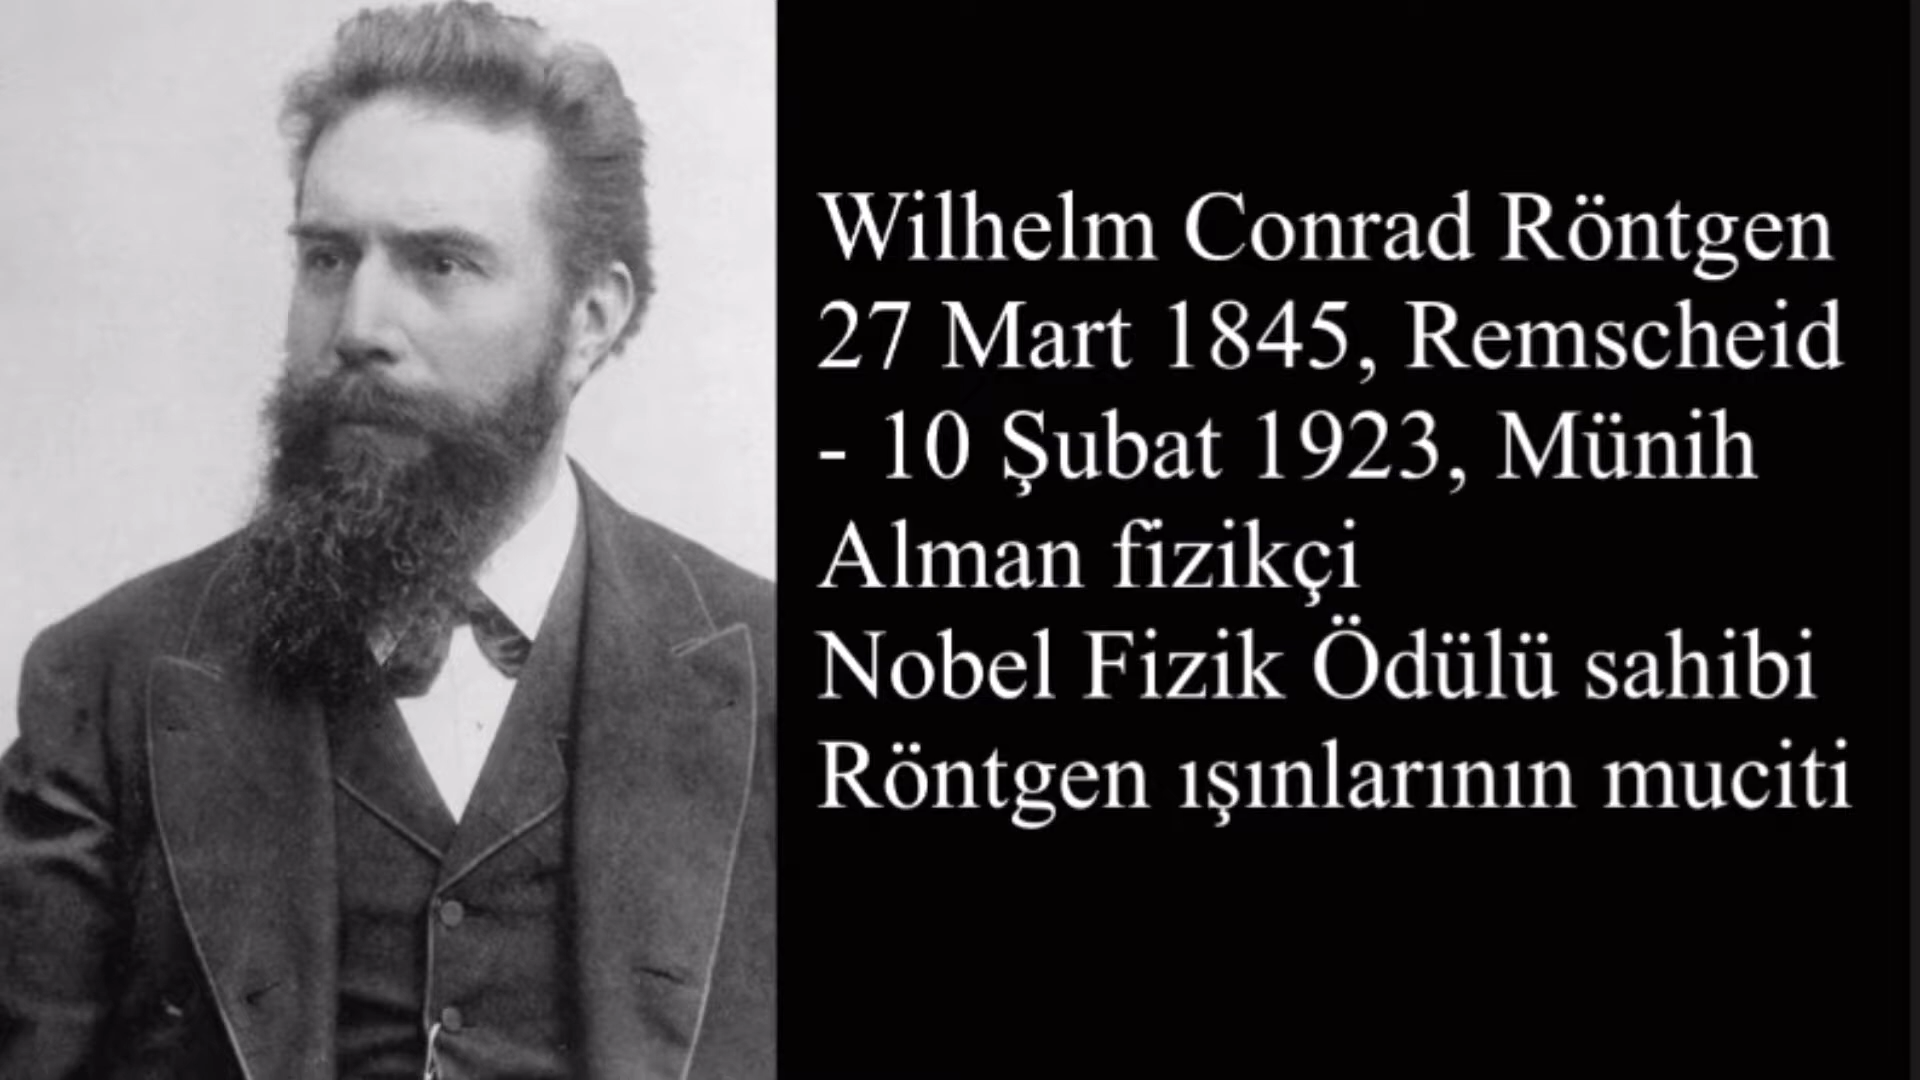 Wilhelm Conrad Röntgen
27 Mart 1845, Remscheid
- 10 Şubat 1923, Münih
Alman fizikçi
Nobel Fizik Ödülü sahibi
Röntgen ışınlarının muciti